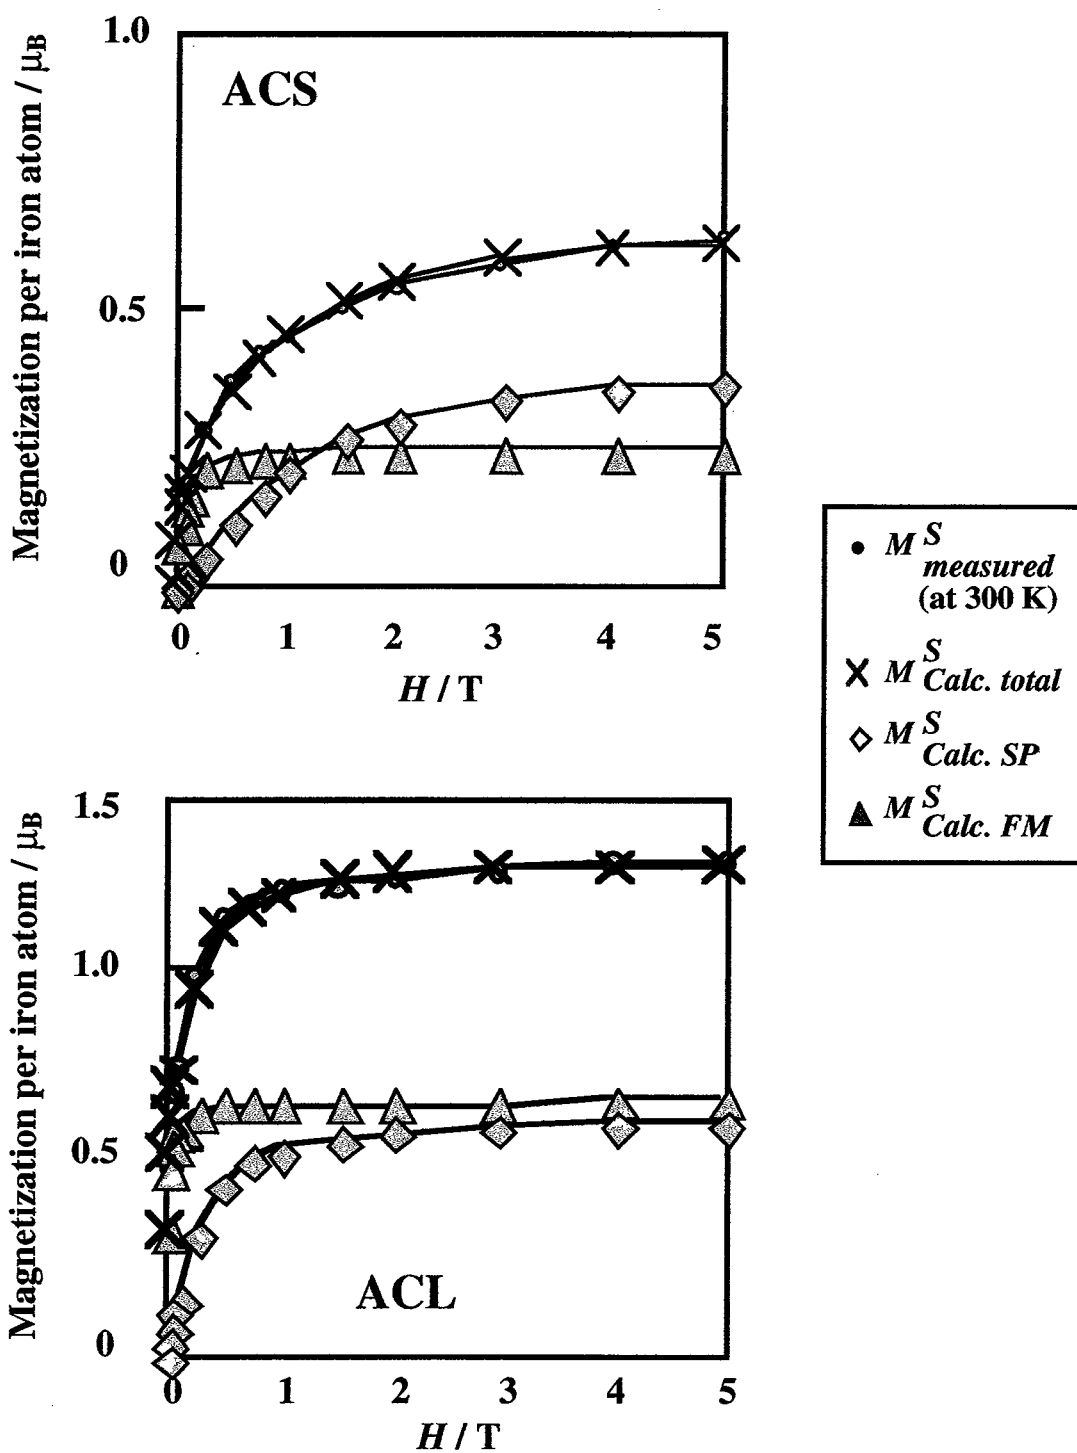 1.0
ACS
Magnetization per iron atom / μB
0.5
0
0 1 2 3 4 5
H / T
M S measured
(at 300 K)
M S Calc. total
M S Calc. SP
M S Calc. FM
1.5
Magnetization per iron atom / μB
1.0
0.5
ACL
0
0 1 2 3 4 5
H / T